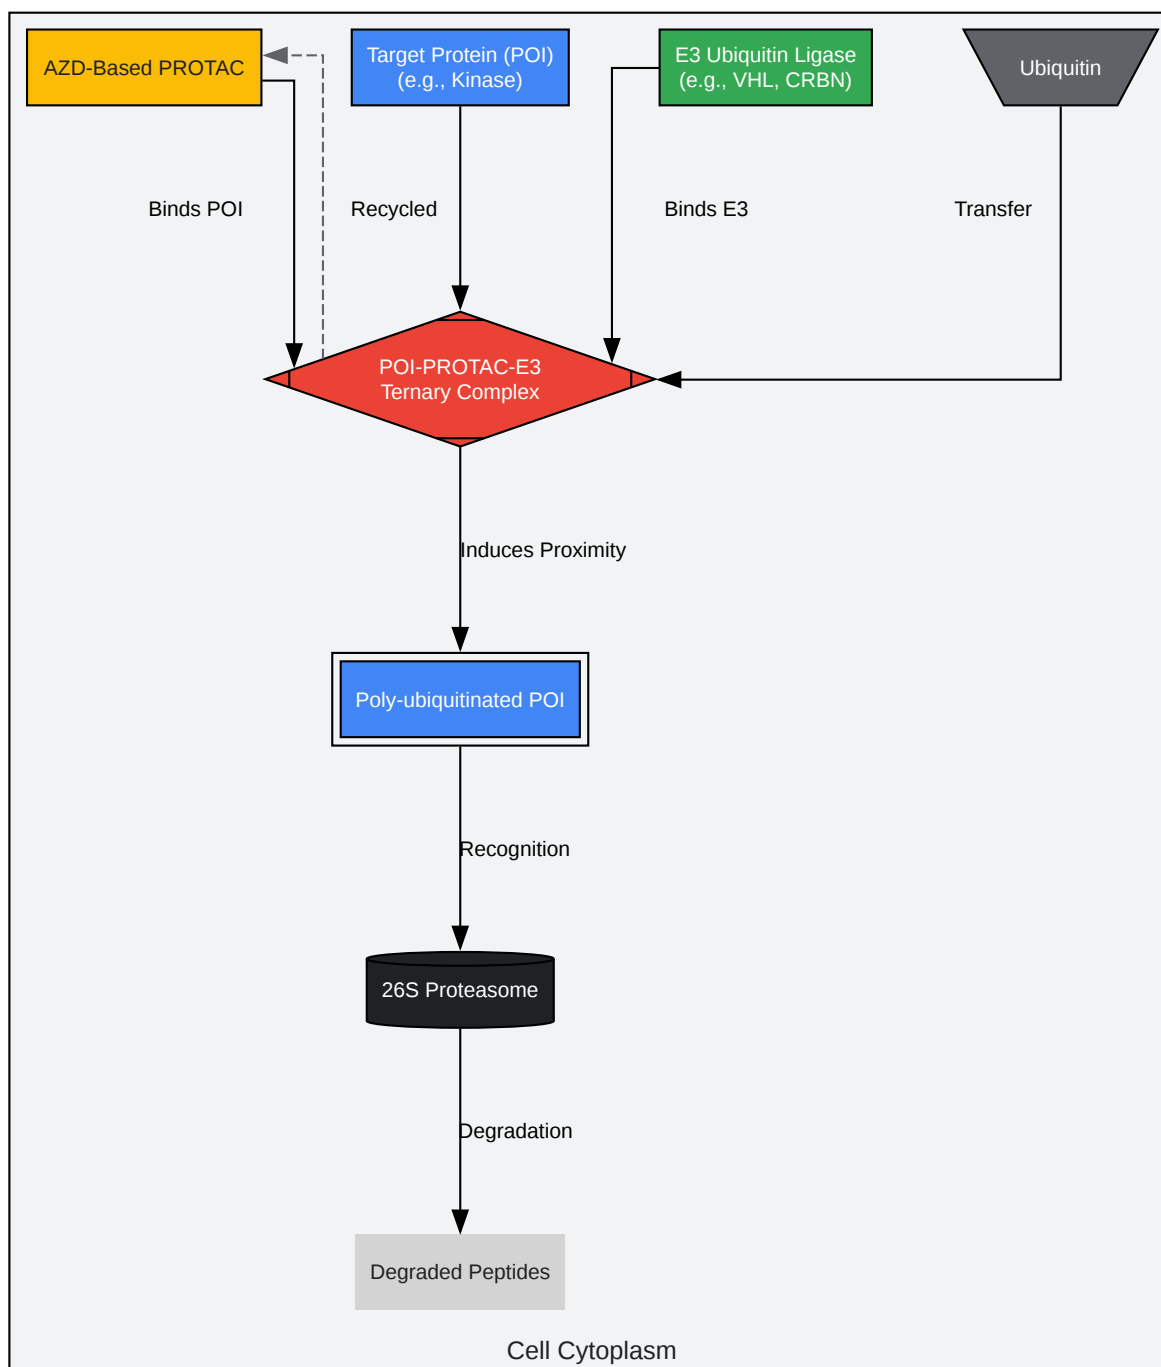 AZD-Based PROTAC
Target Protein (POI)
(e.g., Kinase)
E3 Ubiquitin Ligase
(e.g., VHL, CRBN)
Ubiquitin
Binds POI
Recycled
Binds E3
Transfer
POI-PROTAC-E3
Ternary Complex
Induces Proximity
Poly-ubiquitinated POI
Recognition
26S Proteasome
Degradation
Degraded Peptides
Cell Cytoplasm